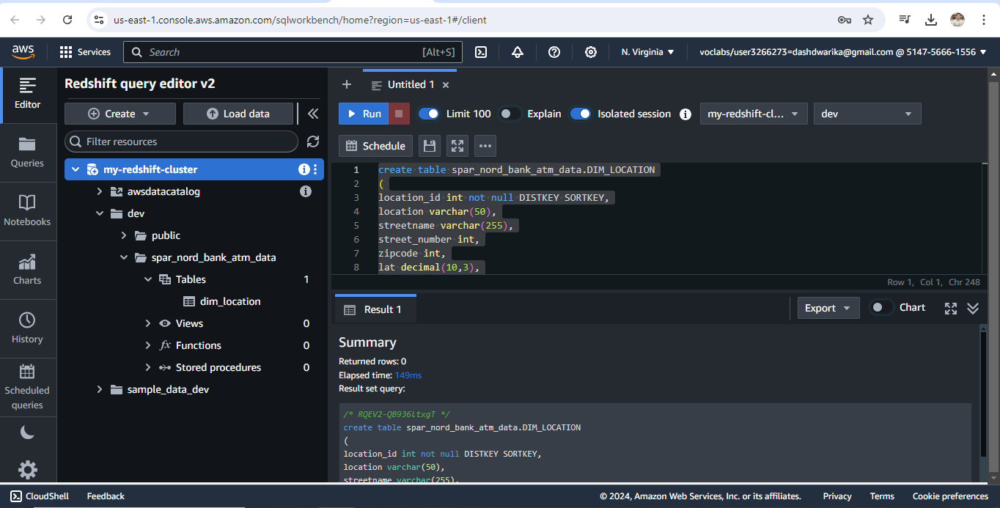 us-east-1.console.aws.amazon.com/sqlworkbench/home?region=us-east-1#/client
aws
Services
Search
[Alt+S]
N. Virginia
voclabs/user3266273=dashdwarika@gmail.com @ 5147-5666-1556
Editor
Queries
Notebooks
Charts
History
Scheduled
queries
Redshift query editor v2
Create
Load data
Filter resources
my-redshift-cluster
awsdatacatalog
dev
public
spar_nord_bank_atm_data
Tables 1
dim_location
Views 0
fx Functions 0
Stored procedures 0
sample_data_dev
Untitled 1
Run
Limit 100
Explain
Isolated session
my-redshift-cl...
dev
Schedule
1 create table spar_nord_bank_atm_data.DIM_LOCATION
2 (
3 location_id int not null DISTKEY SORTKEY,
4 location varchar(50),
5 streetname varchar(255),
6 street_number int,
7 zipcode int,
8 lat decimal(10,3),
Row 1, Col 1, Chr 248
Result 1
Export
Chart
Summary
Returned rows: 0
Elapsed time: 149ms
Result set query:
/* RQEV2-QB936ltxgT */
create table spar_nord_bank_atm_data.DIM_LOCATION
(
location_id int not null DISTKEY SORTKEY,
location varchar(50),
streetname varchar(255),
CloudShell
Feedback
© 2024, Amazon Web Services, Inc. or its affiliates.
Privacy
Terms
Cookie preferences